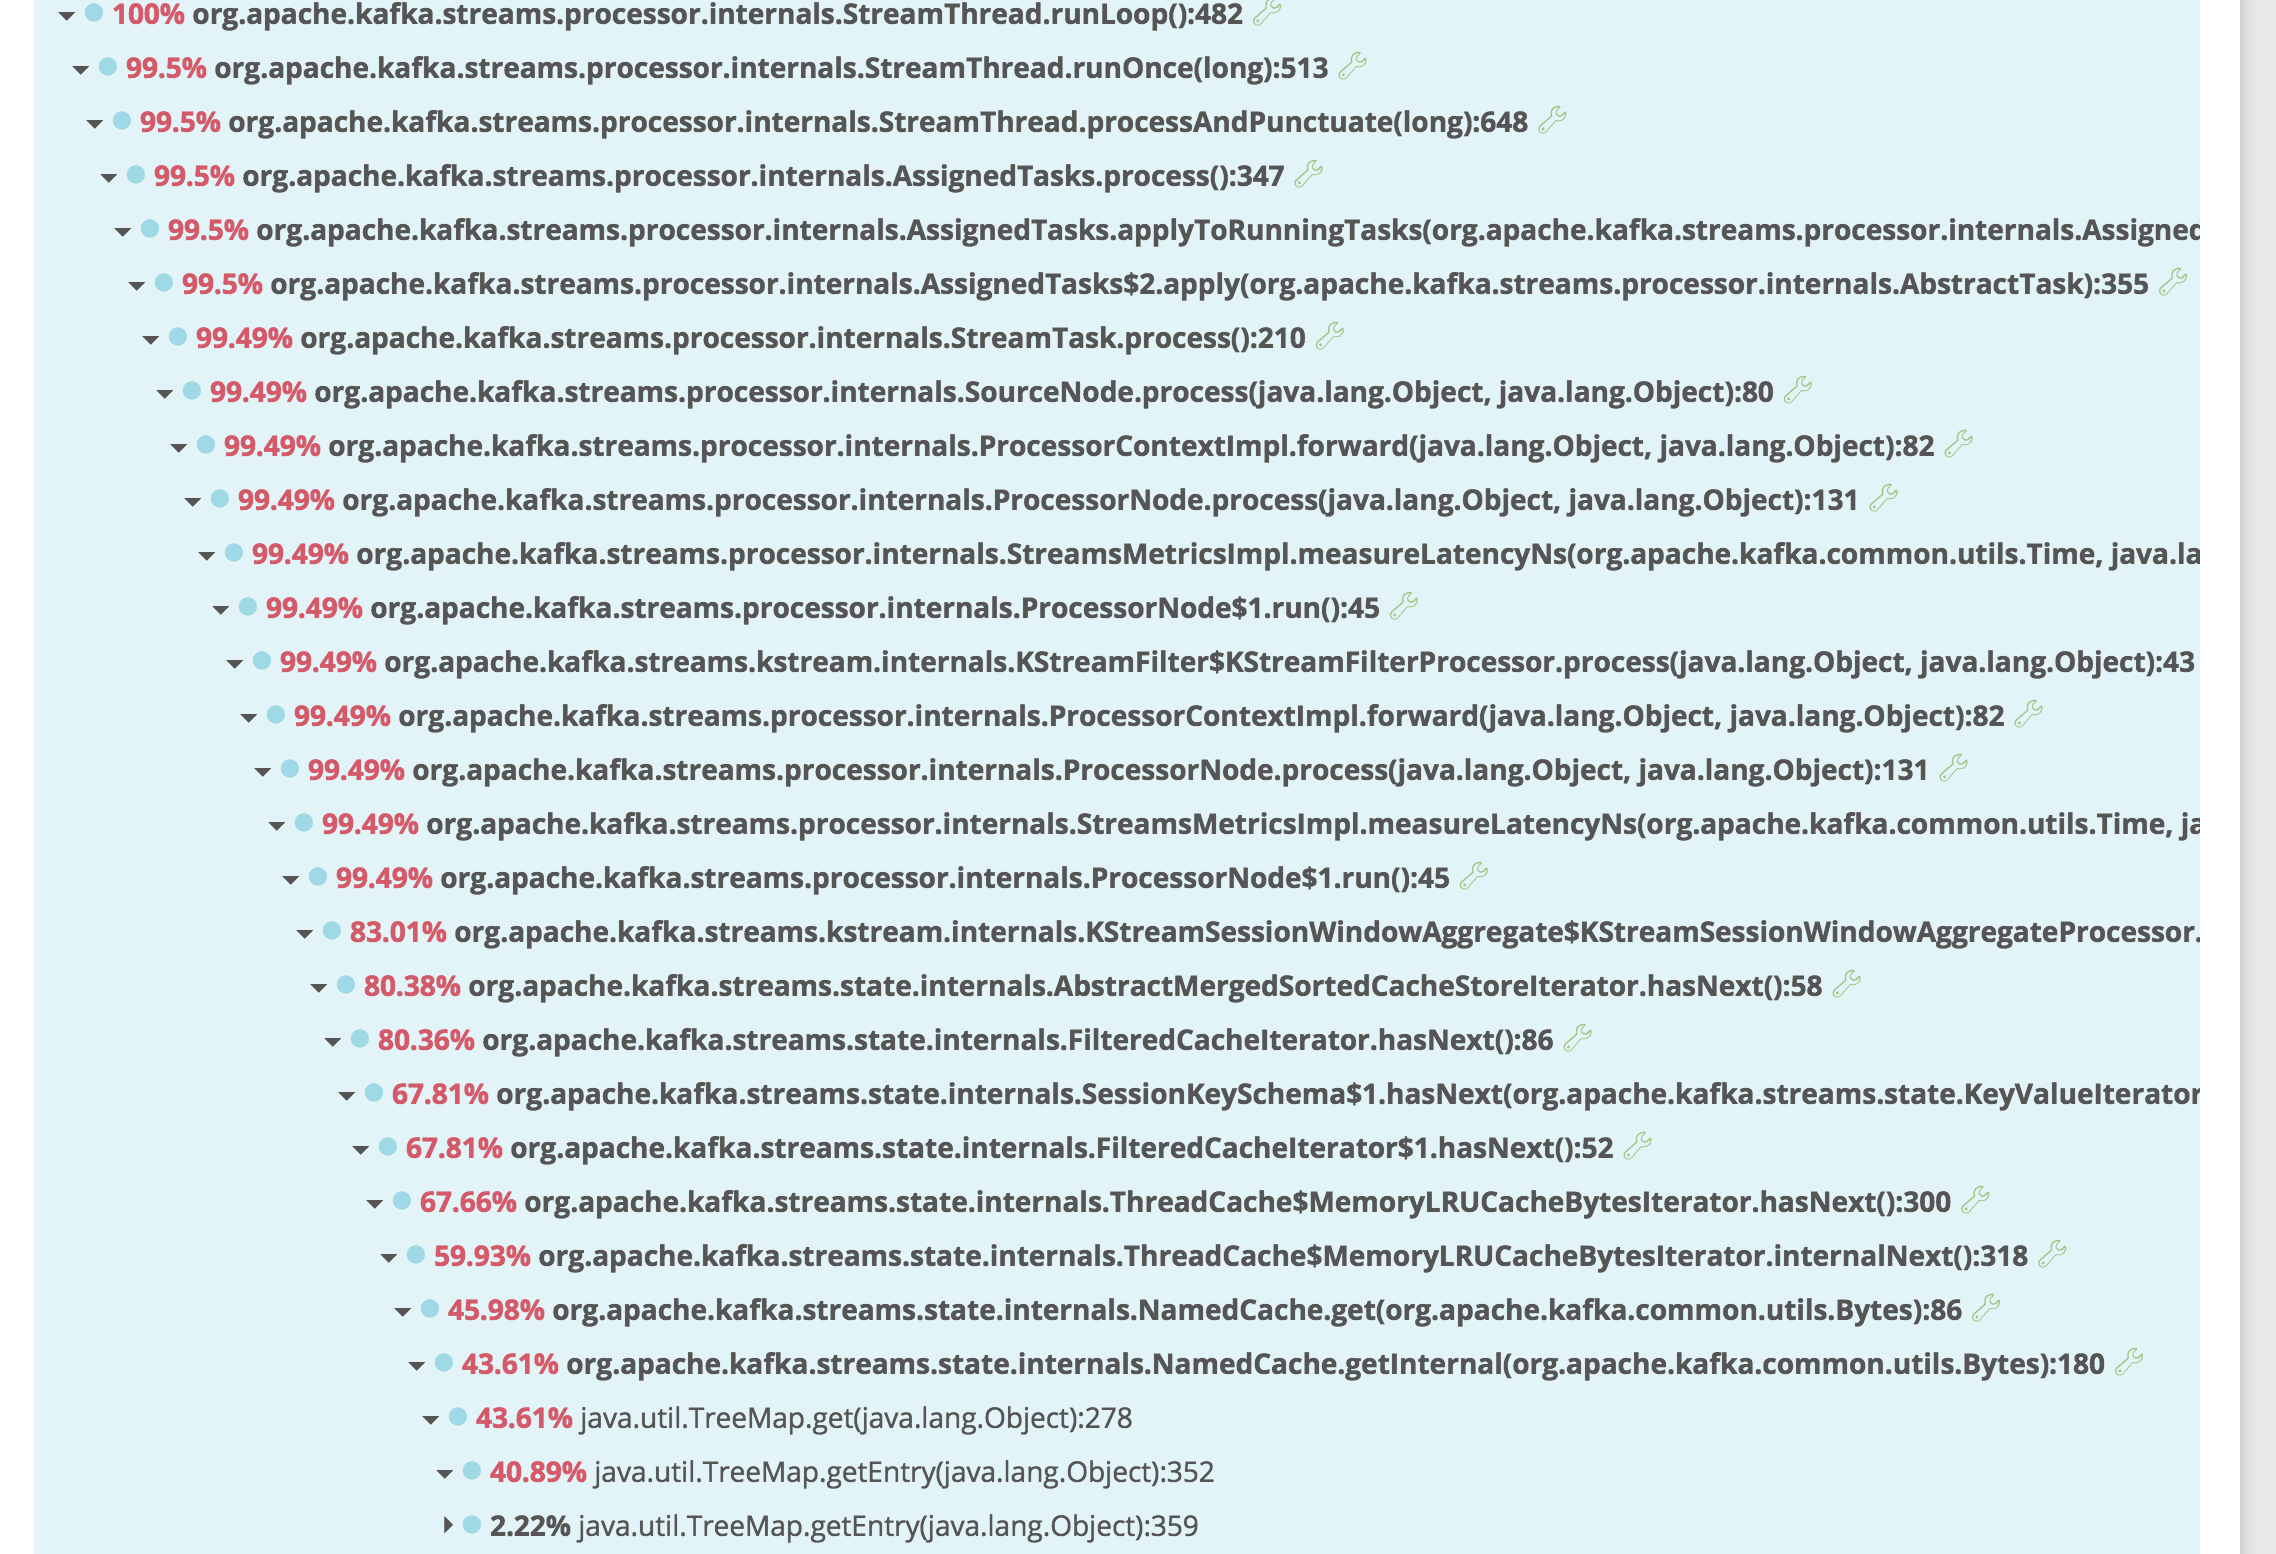 100% org.apache.kafka.streams.processor.internals.StreamThread.runLoop():482
99.5% org.apache.kafka.streams.processor.internals.StreamThread.runOnce(long):513
99.5% org.apache.kafka.streams.processor.internals.StreamThread.processAndPunctuate(long):648
99.5% org.apache.kafka.streams.processor.internals.AssignedTasks.process():347
99.5% org.apache.kafka.streams.processor.internals.AssignedTasks.applyToRunningTasks(org.apache.kafka.streams.processor.internals.Assigned
99.5% org.apache.kafka.streams.processor.internals.AssignedTasks$2.apply(org.apache.kafka.streams.processor.internals.AbstractTask):355
99.49% org.apache.kafka.streams.processor.internals.StreamTask.process():210
99.49% org.apache.kafka.streams.processor.internals.SourceNode.process(java.lang.Object, java.lang.Object):80
99.49% org.apache.kafka.streams.processor.internals.ProcessorContextImpl.forward(java.lang.Object, java.lang.Object):82
99.49% org.apache.kafka.streams.processor.internals.ProcessorNode.process(java.lang.Object, java.lang.Object):131
99.49% org.apache.kafka.streams.processor.internals.StreamsMetricsImpl.measureLatencyNs(org.apache.kafka.common.utils.Time, java.la
99.49% org.apache.kafka.streams.processor.internals.ProcessorNode$1.run():45
99.49% org.apache.kafka.streams.kstream.internals.KStreamFilter$KStreamFilterProcessor.process(java.lang.Object, java.lang.Object):43
99.49% org.apache.kafka.streams.processor.internals.ProcessorContextImpl.forward(java.lang.Object, java.lang.Object):82
99.49% org.apache.kafka.streams.processor.internals.ProcessorNode.process(java.lang.Object, java.lang.Object):131
99.49% org.apache.kafka.streams.processor.internals.StreamsMetricsImpl.measureLatencyNs(org.apache.kafka.common.utils.Time, ja
99.49% org.apache.kafka.streams.processor.internals.ProcessorNode$1.run():45
83.01% org.apache.kafka.streams.kstream.internals.KStreamSessionWindowAggregate$KStreamSessionWindowAggregateProcessor.
80.38% org.apache.kafka.streams.state.internals.AbstractMergedSortedCacheStoreIterator.hasNext():58
80.36% org.apache.kafka.streams.state.internals.FilteredCacheIterator.hasNext():86
67.81% org.apache.kafka.streams.state.internals.SessionKeySchema$1.hasNext(org.apache.kafka.streams.state.KeyValueIterator
67.81% org.apache.kafka.streams.state.internals.FilteredCacheIterator$1.hasNext():52
67.66% org.apache.kafka.streams.state.internals.ThreadCache$MemoryLRUCacheBytesIterator.hasNext():300
59.93% org.apache.kafka.streams.state.internals.ThreadCache$MemoryLRUCacheBytesIterator.internalNext():318
45.98% org.apache.kafka.streams.state.internals.NamedCache.get(org.apache.kafka.common.utils.Bytes):86
43.61% org.apache.kafka.streams.state.internals.NamedCache.getInternal(org.apache.kafka.common.utils.Bytes):180
43.61% java.util.TreeMap.get(java.lang.Object):278
40.89% java.util.TreeMap.getEntry(java.lang.Object):352
2.22% java.util.TreeMap.getEntry(java.lang.Object):359